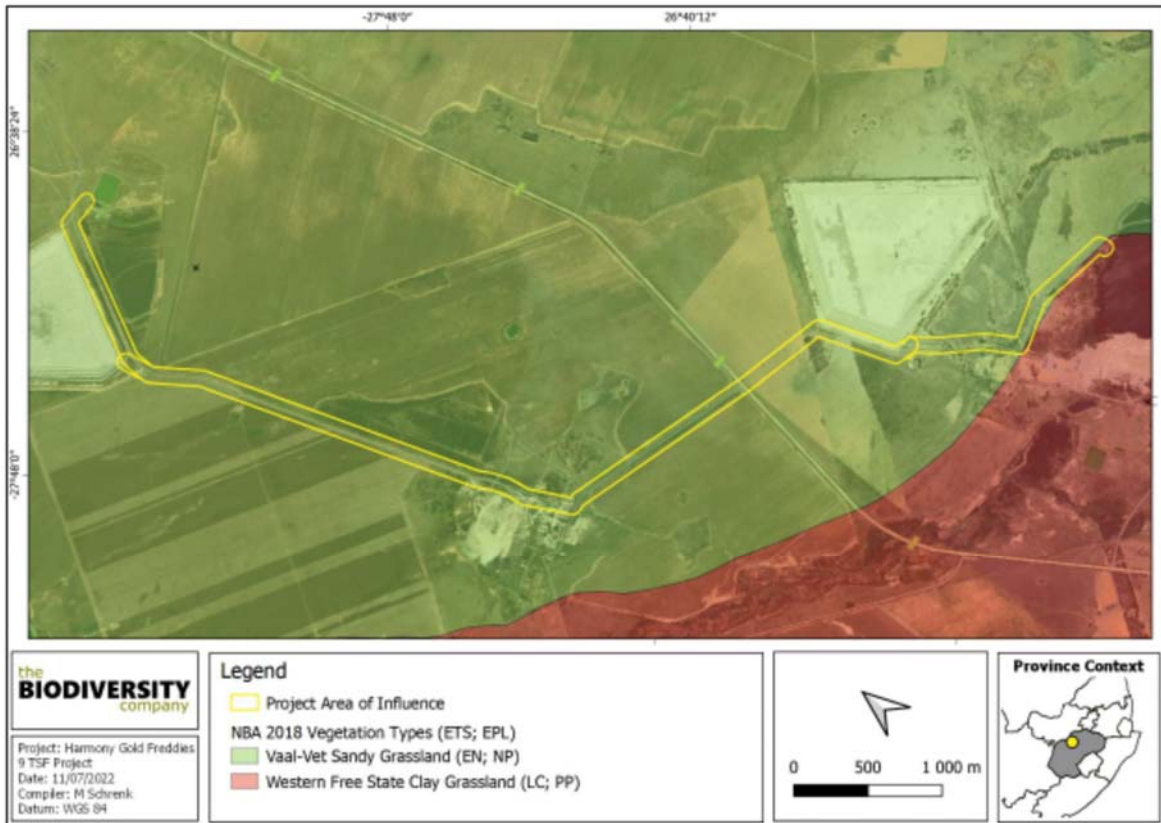 -27°48'0"
26°40'12"
26°38'24"
-27°48'0"
the
BIODIVERSITY
company
Project: Harmony Gold Freddies
9 TSF Project
Date: 11/07/2022
Compiler: M Schrenk
Datum: WGS 84
Legend
Project Area of Influence
NBA 2018 Vegetation Types (ETS; EPL)
Vaal-Vet Sandy Grassland (EN; NP)
Western Free State Clay Grassland (LC; PP)
0 500 1 000 m
Province Context